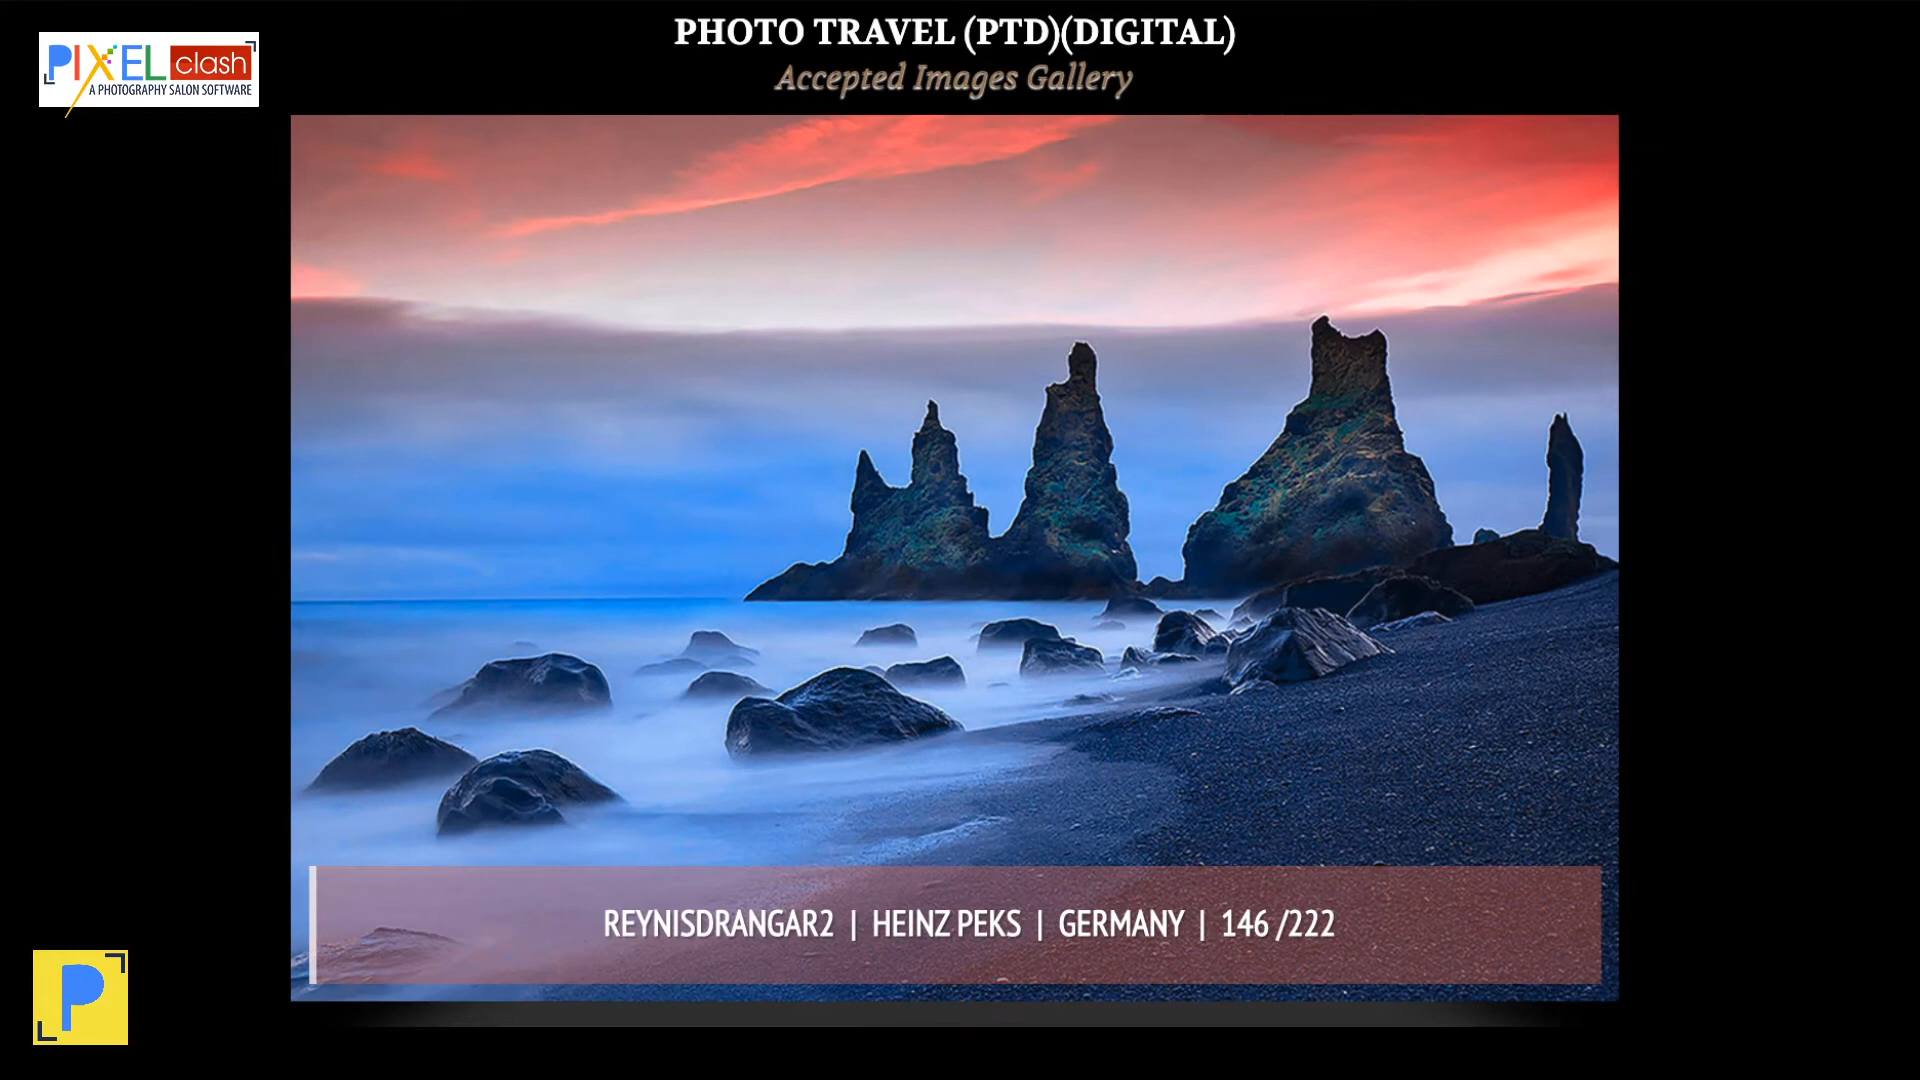 PHOTO TRAVEL (PTD)(DIGITAL)
Accepted Images Gallery
PIXEL clash
A PHOTOGRAPHY SALON SOFTWARE
REYNISDRANGAR2 | HEINZ PEKS | GERMANY | 146 /222
P